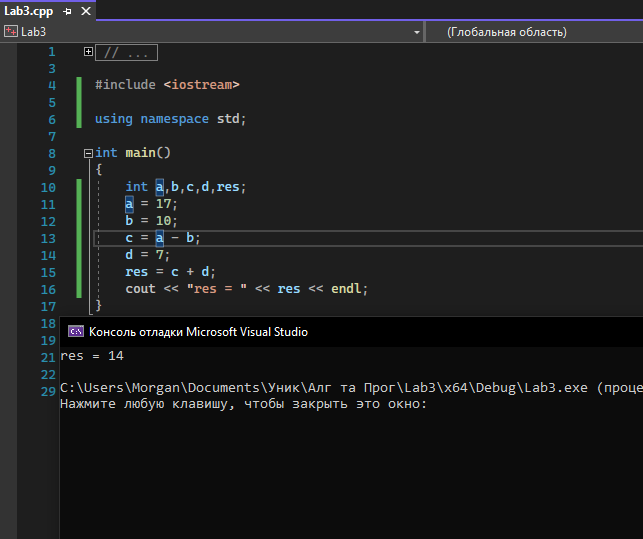 Lab3.cpp
Lab3 (Глобальная область)
1 // ...
3
4 #include <iostream>
5
6 using namespace std;
7
8 int main()
9 {
10 int a,b,c,d,res;
11 a = 17;
12 b = 10;
13 c = a - b;
14 d = 7;
15 res = c + d;
16 cout << "res = " << res << endl;
17 }
18 Консоль отладки Microsoft Visual Studio
19
21 res = 14
22
29 C:\Users\Morgan\Documents\Уник\Алг та Прог\Lab3\x64\Debug\Lab3.exe (проце
Нажмите любую клавишу, чтобы закрыть это окно: